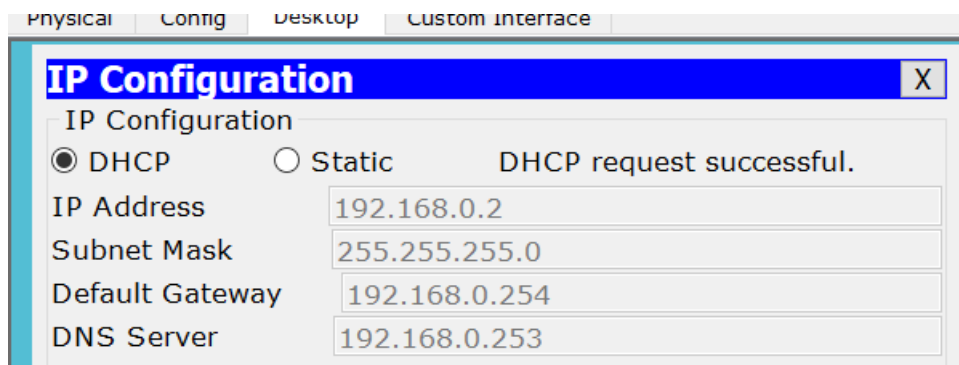 Physical Config Desktop Custom Interface
IP Configuration X
IP Configuration
DHCP Static DHCP request successful.
IP Address 192.168.0.2
Subnet Mask 255.255.255.0
Default Gateway 192.168.0.254
DNS Server 192.168.0.253